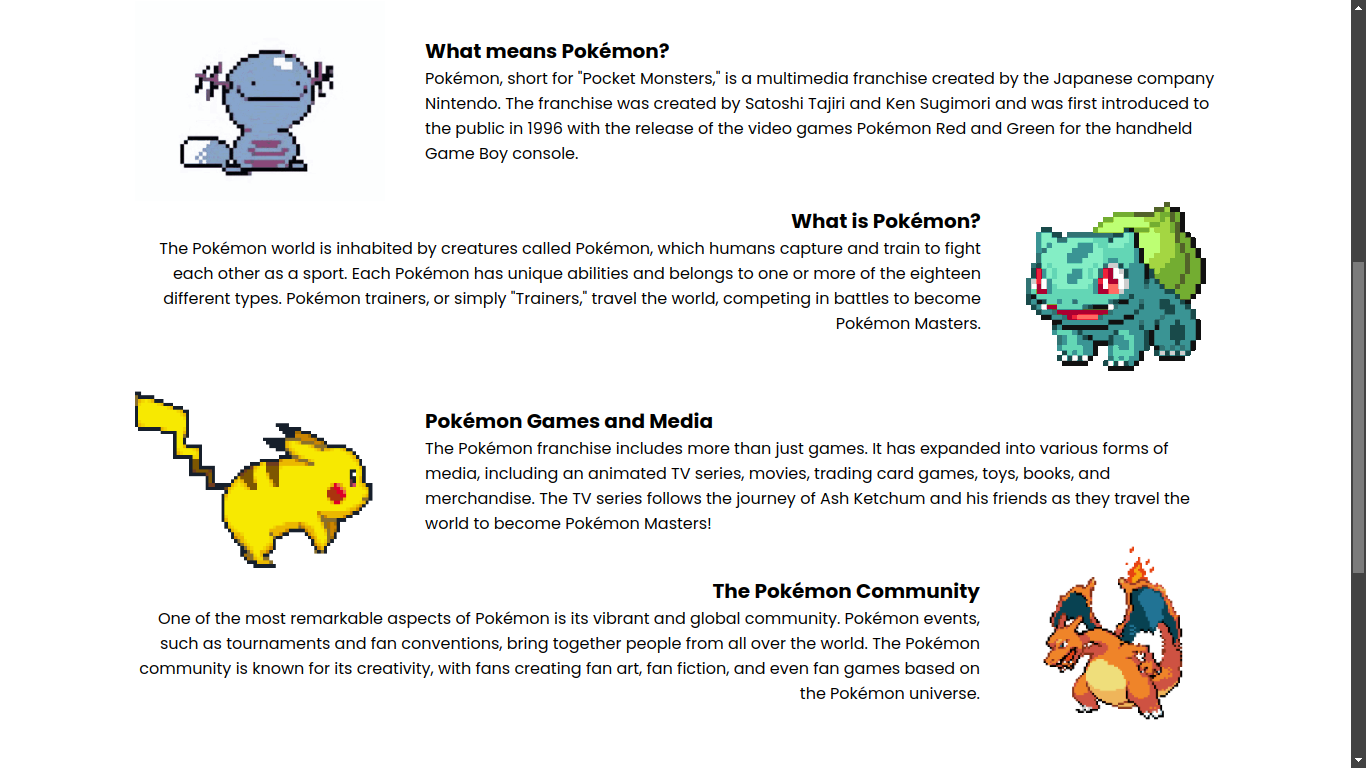 What means Pokémon?
Pokémon, short for "Pocket Monsters," is a multimedia franchise created by the Japanese company
Nintendo. The franchise was created by Satoshi Tajiri and Ken Sugimori and was first introduced to
the public in 1996 with the release of the video games Pokémon Red and Green for the handheld
Game Boy console.
What is Pokémon?
The Pokémon world is inhabited by creatures called Pokémon, which humans capture and train to fight
each other as a sport. Each Pokémon has unique abilities and belongs to one or more of the eighteen
different types. Pokémon trainers, or simply "Trainers," travel the world, competing in battles to become
Pokémon Masters.
Pokémon Games and Media
The Pokémon franchise includes more than just games. It has expanded into various forms of
media, including an animated TV series, movies, trading card games, toys, books, and
merchandise. The TV series follows the journey of Ash Ketchum and his friends as they travel the
world to become Pokémon Masters!
The Pokémon Community
One of the most remarkable aspects of Pokémon is its vibrant and global community. Pokémon events,
such as tournaments and fan conventions, bring together people from all over the world. The Pokémon
community is known for its creativity, with fans creating fan art, fan fiction, and even fan games based on
the Pokémon universe.